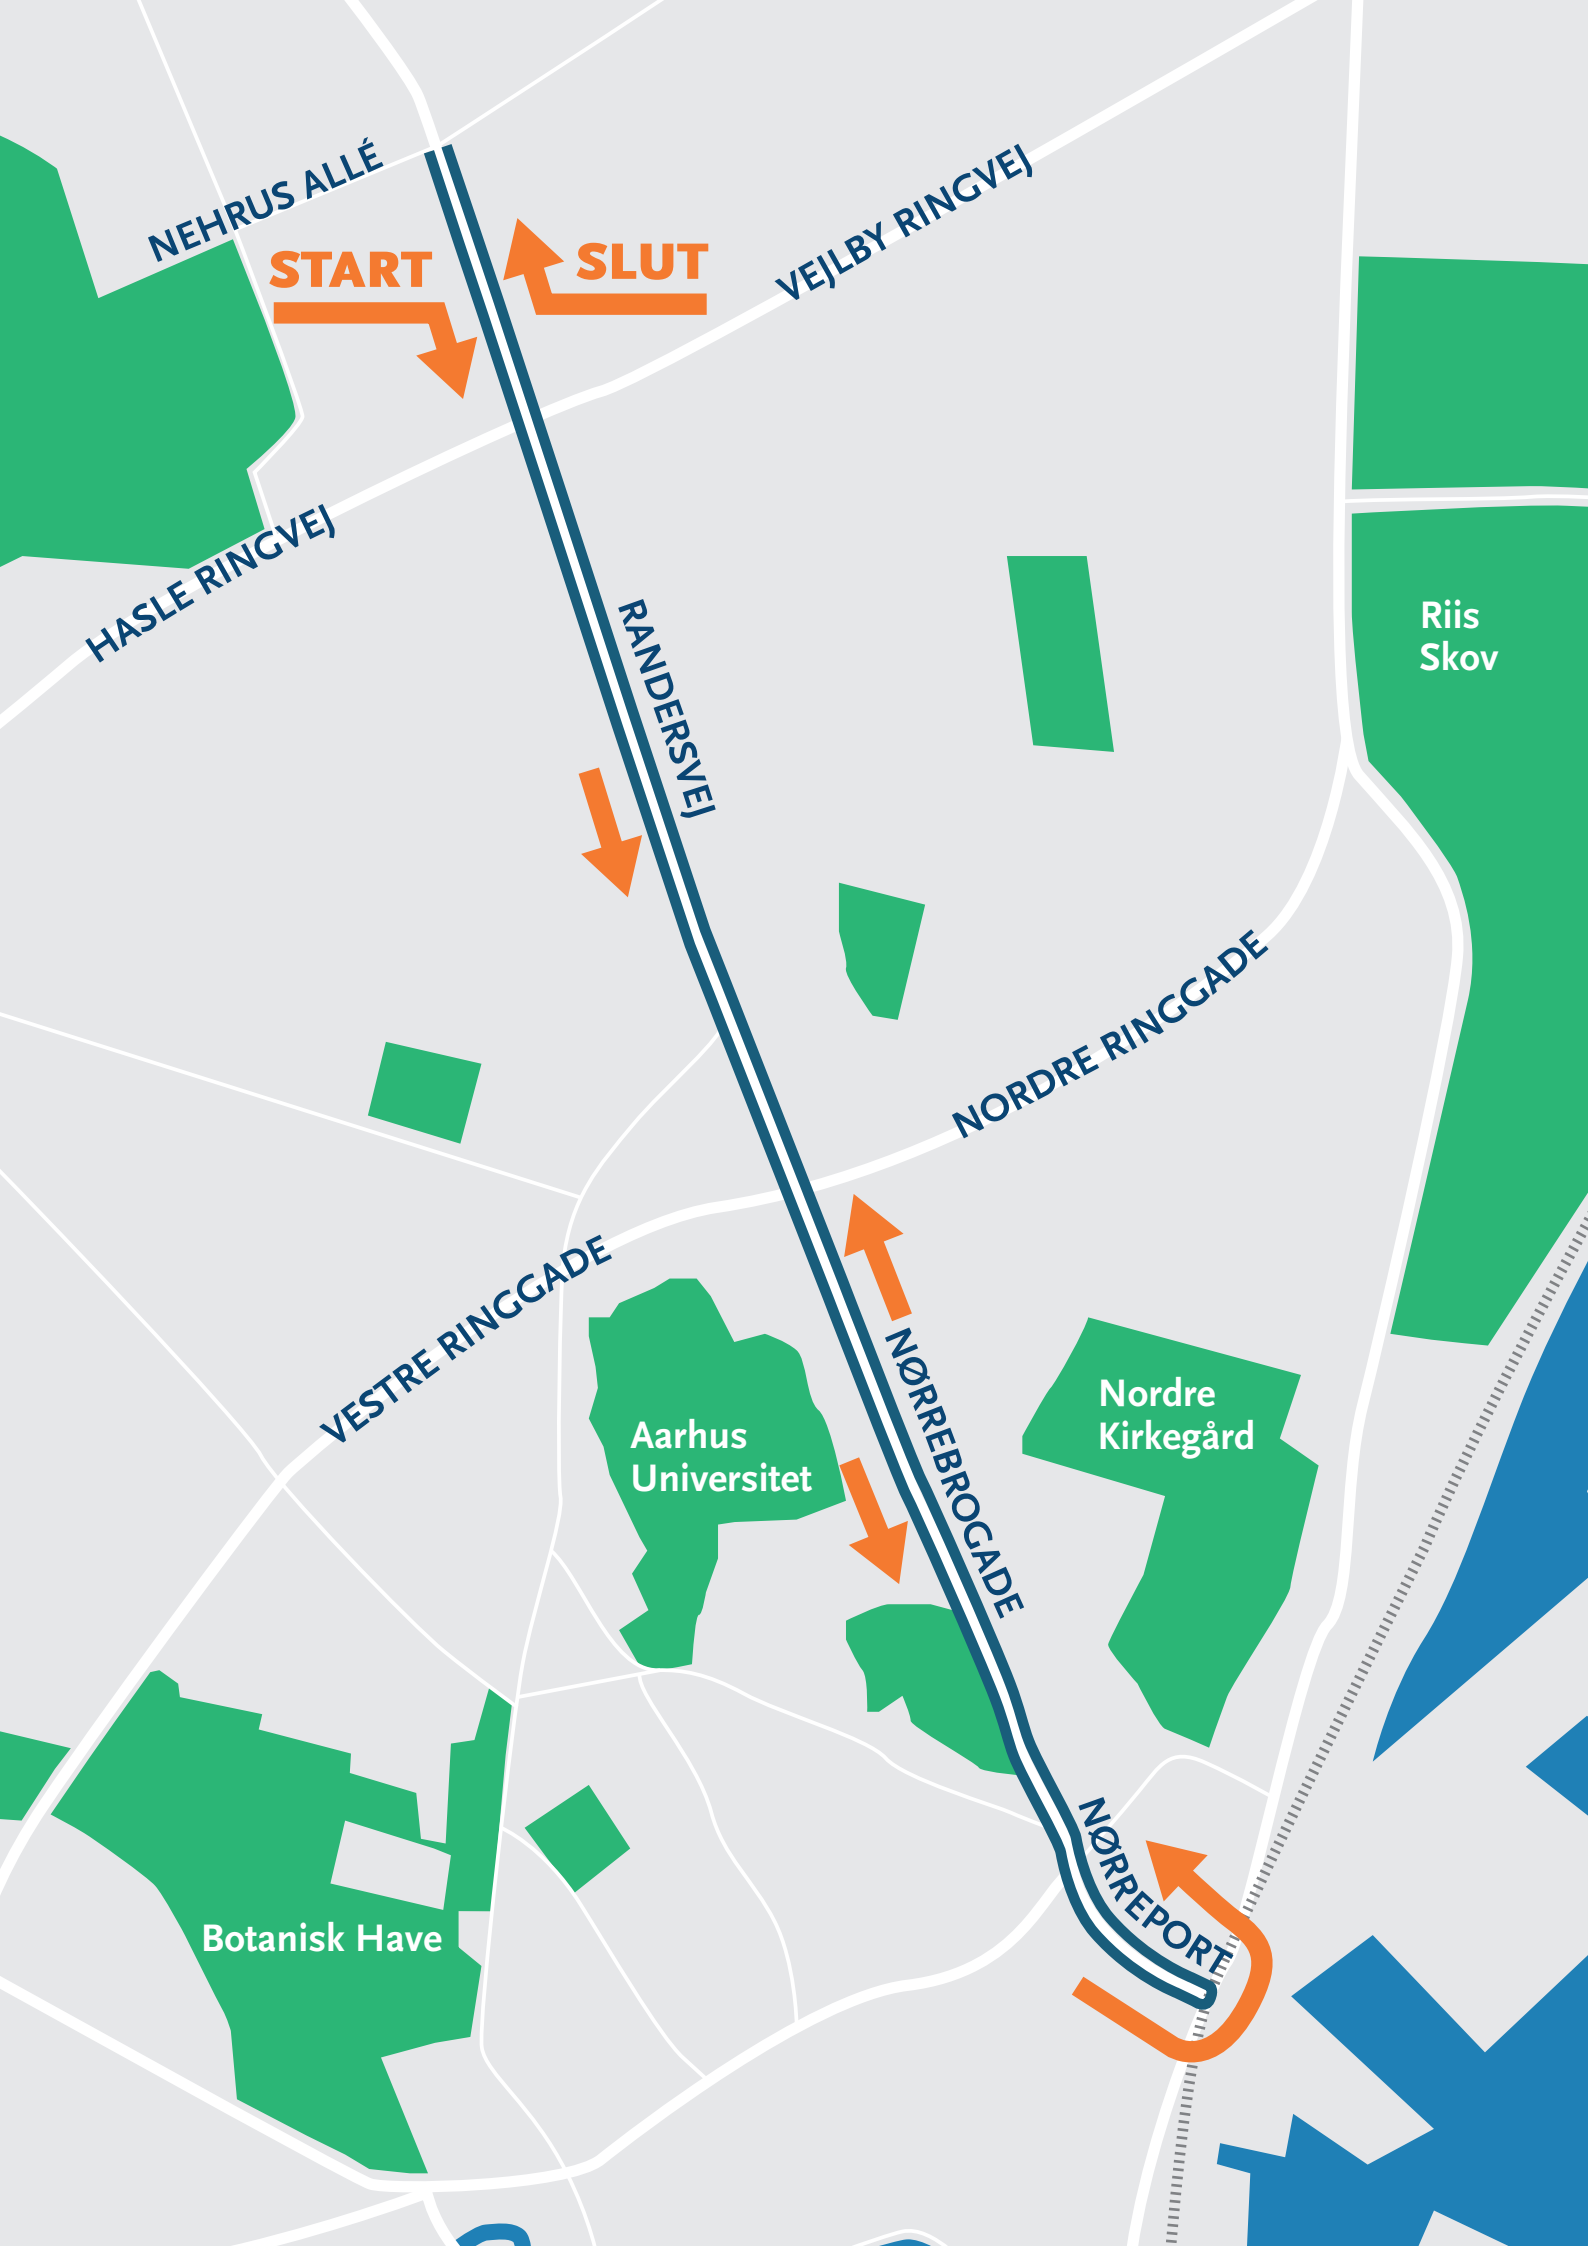 NEHRUS ALLÉ
START
SLUT
VEJLBY RINGVEJ
HASLE RINGVEJ
RANDERSVEJ
Riis
Skov
NORDRE RINGGADE
VESTRE RINGGADE
NØRREBROGADE
Aarhus
Universitet
Nordre
Kirkegård
NØRREPORT
Botanisk Have